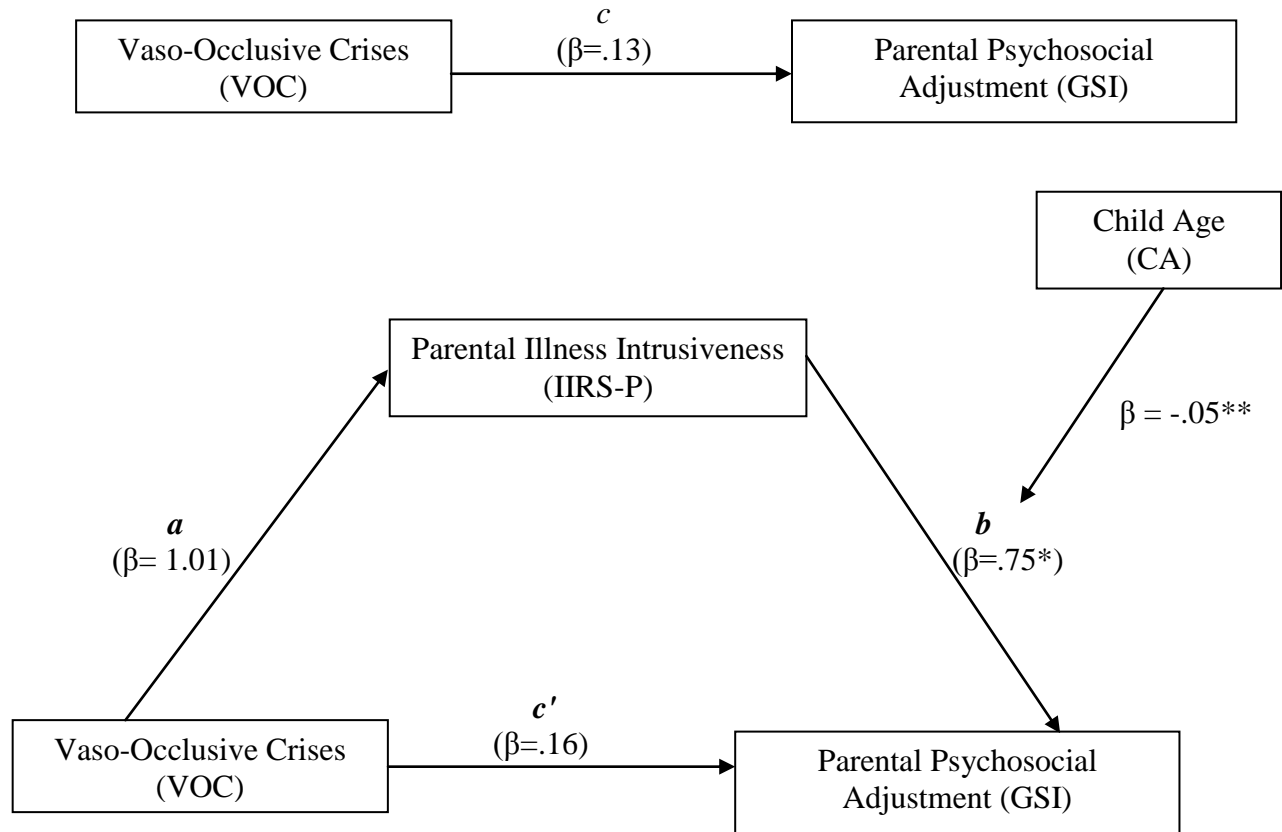 c
(β=.13)
Vaso-Occlusive Crises
(VOC)
Parental Psychosocial
Adjustment (GSI)
Child Age
(CA)
Parental Illness Intrusiveness
(IIRS-P)
β = -.05**
a
(β= 1.01)
b
(β=.75*)
c'
(β=.16)
Vaso-Occlusive Crises
(VOC)
Parental Psychosocial
Adjustment (GSI)